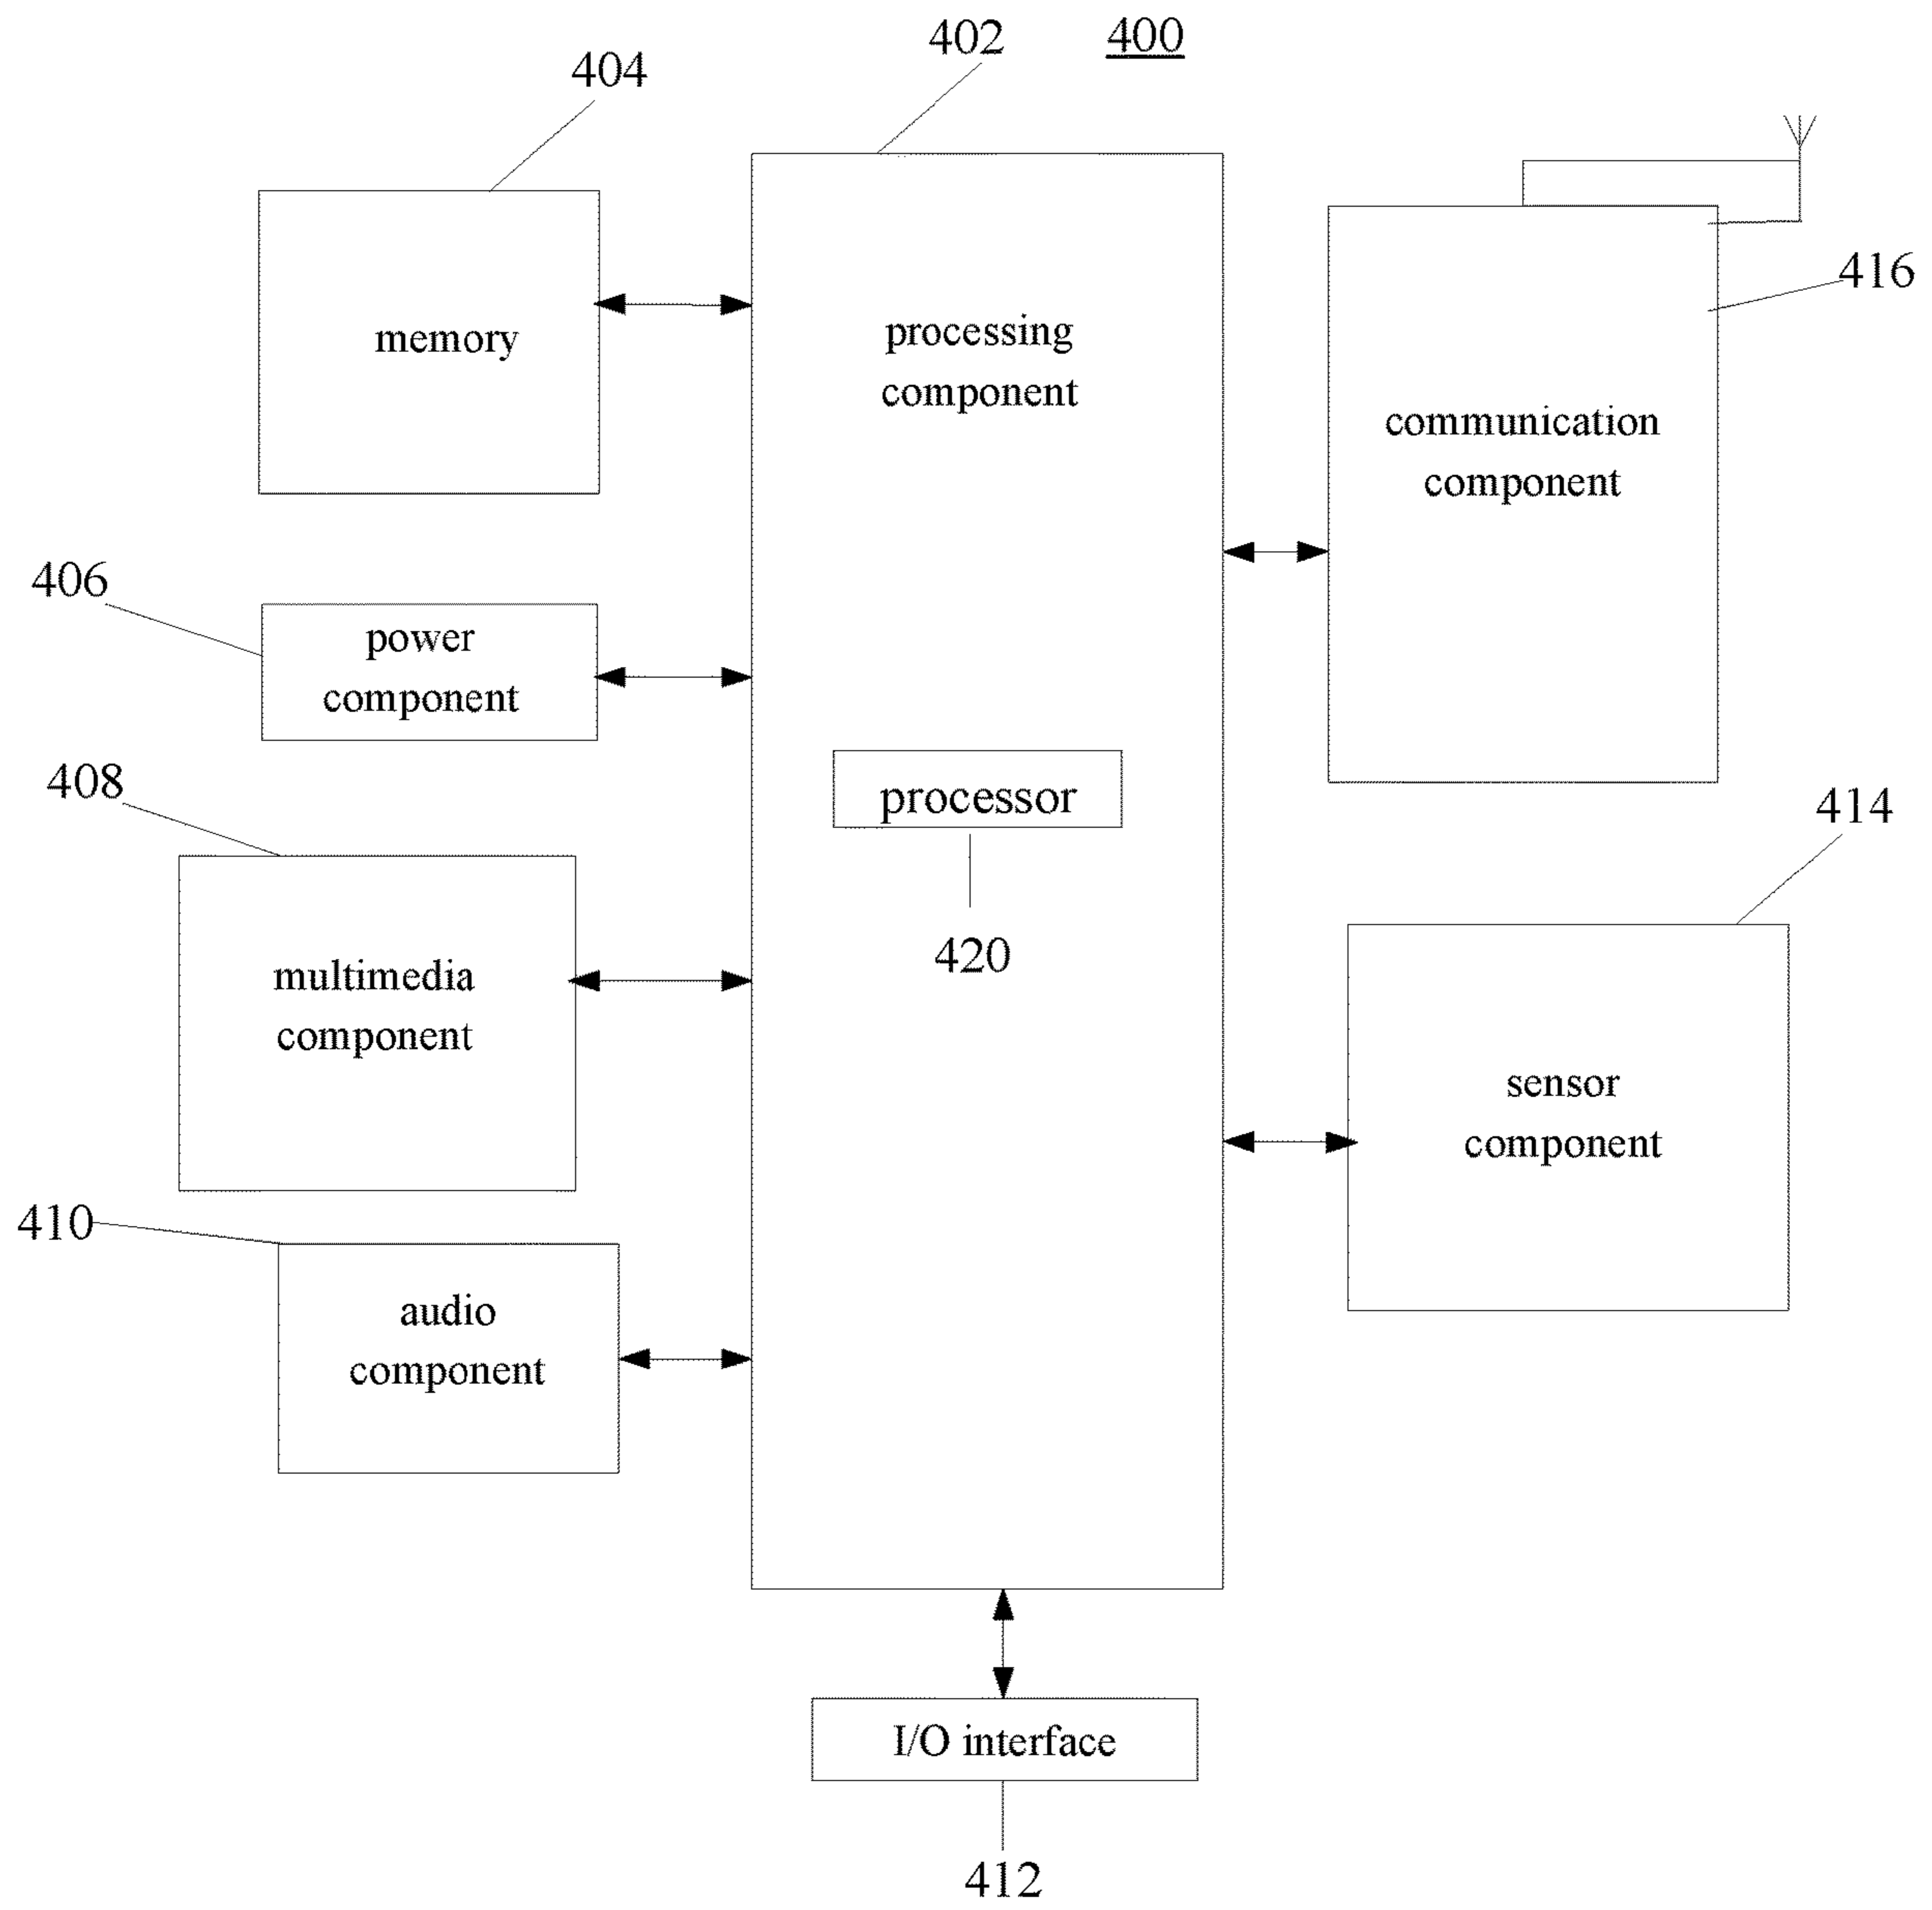 402
400
404
416
memory
processing
component
communication
component
406
power
component
408
processor
414
420
multimedia
component
sensor
component
410
audio
component
I/O interface
412